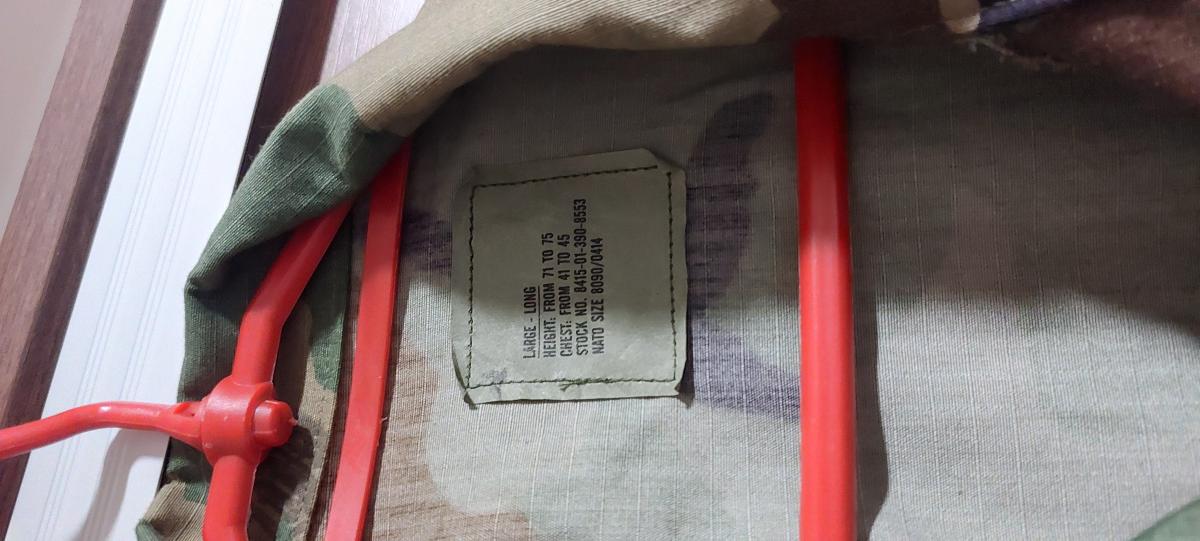 LARGE - LONG
HEIGHT: FROM 71 TO 75
CHEST: FROM 41 TO 45
STOCK NO. 8415-01-390-8553
NATO SIZE 8090/0414